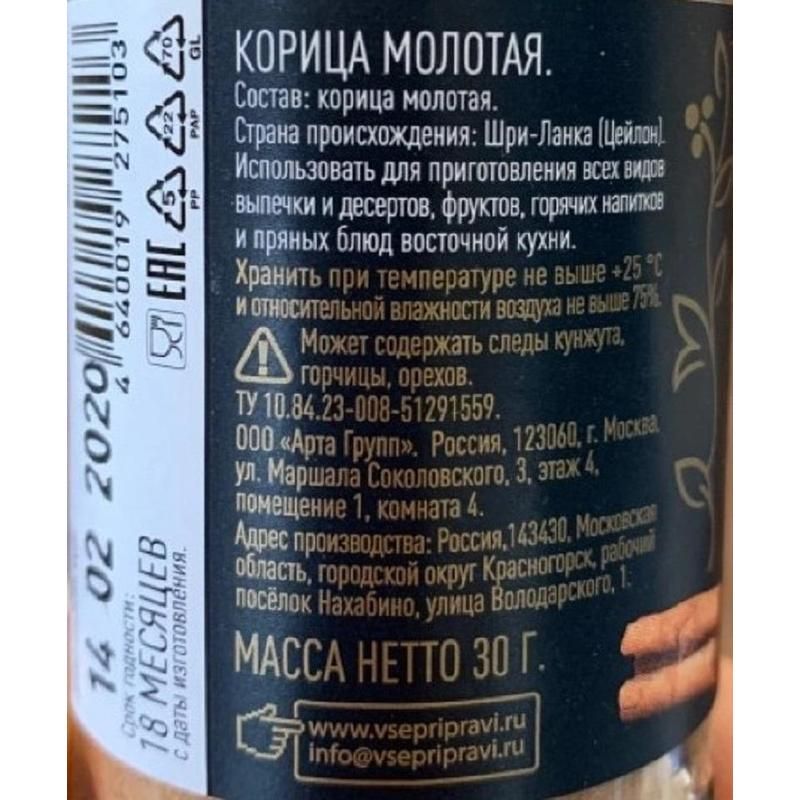 КОРИЦА МОЛОТАЯ.
Состав: корица молотая.
Страна происхождения: Шри-Ланка (Цейлон).
Использовать для приготовления всех видов
выпечки и десертов, фруктов, горячих напитков
и пряных блюд восточной кухни.
Хранить при температуре не выше +25 °С
и относительной влажности воздуха не выше 75%.
Может содержать следы кунжута,
горчицы, орехов.
ТУ 10.84.23-008-51291559.
ООО «Арта Групп». Россия, 123060, г. Москва,
ул. Маршала Соколовского, 3, этаж 4,
помещение 1, комната 4.
Адрес производства: Россия,143430, Московская
область, городской округ Красногорск, рабочий
посёлок Нахабино, улица Володарского, 1.
МАССА НЕТТО 30 Г.
www.vsepripravi.ru
info@vsepripravi.ru
4 640019 275103
70
GL
22
PAP
5
PP
EAC
14 02 2020
Срок годности:
18 МЕСЯЦЕВ
с даты изготовления.